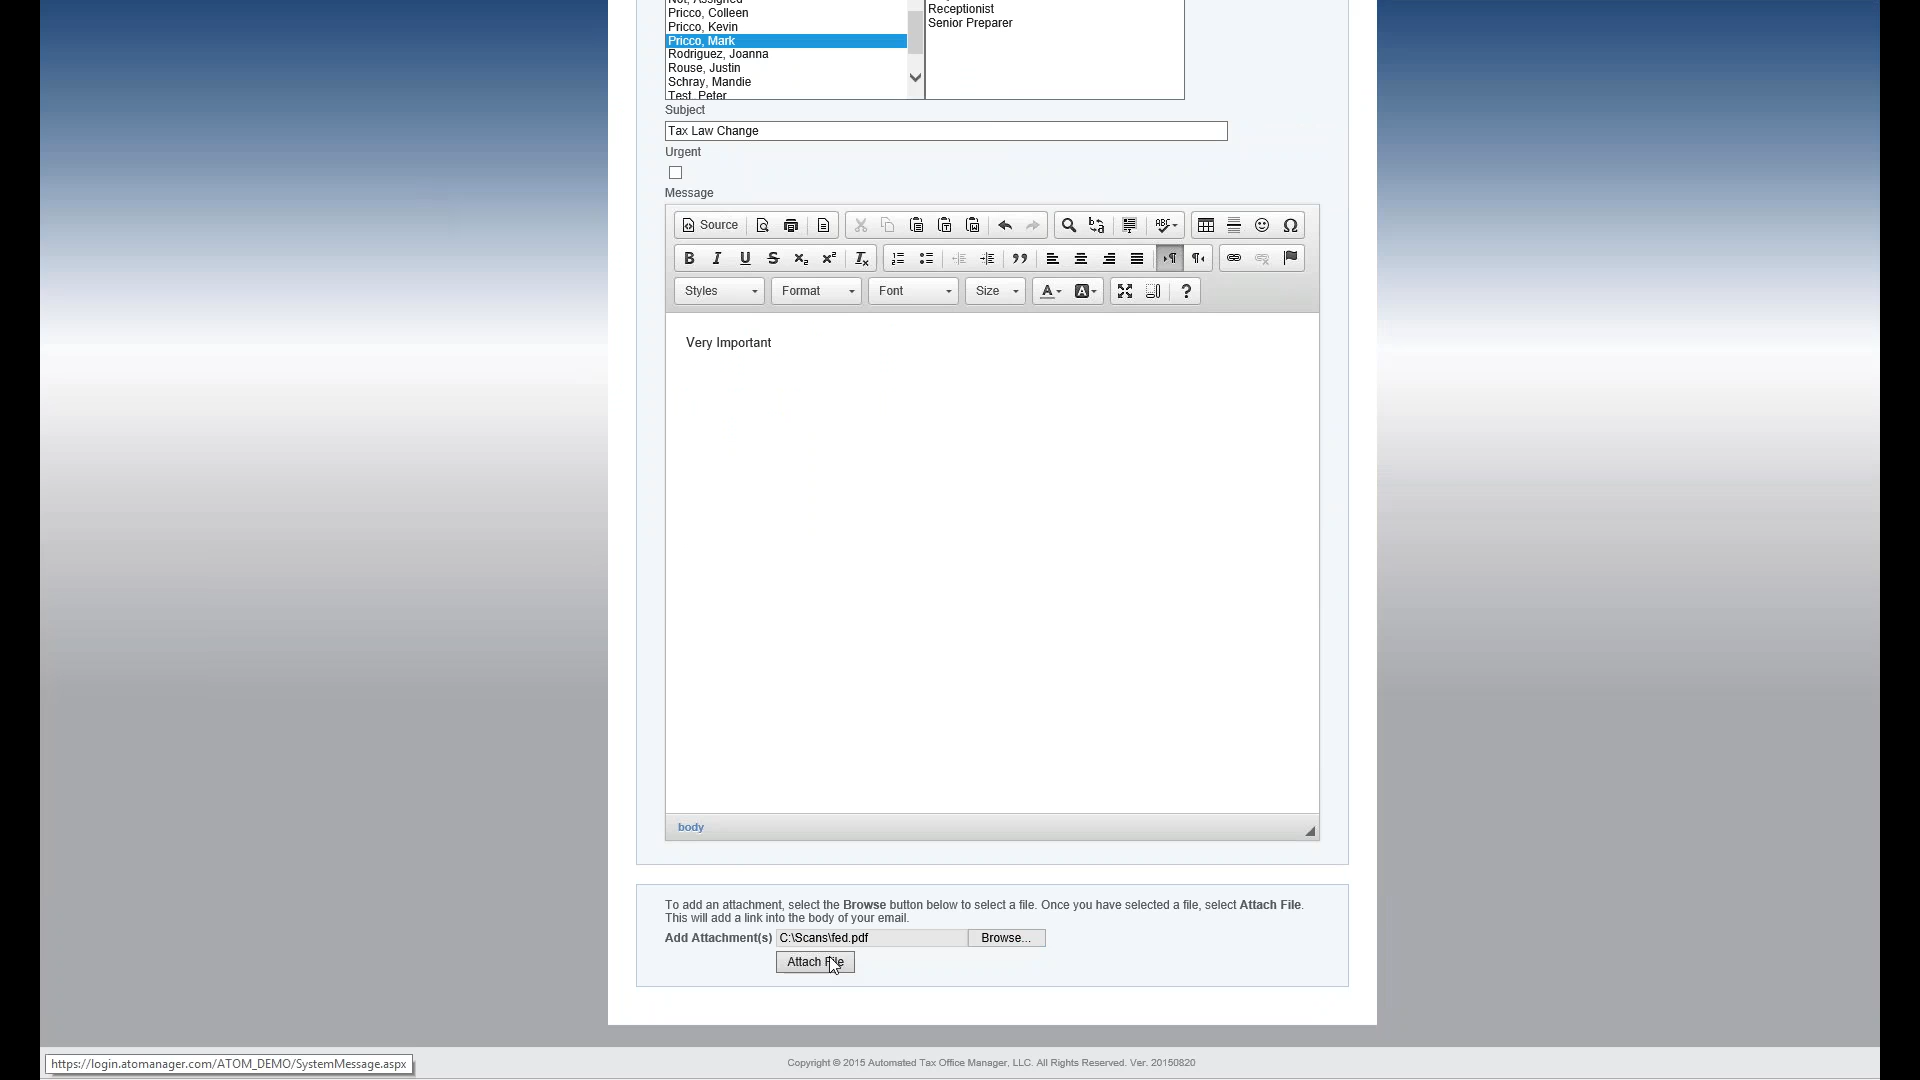 Pricco, Colleen
Pricco, Kevin
Pricco, Mark
Rodriguez, Joanna
Rouse, Justin
Schray, Mandie
Test, Peter
Receptionist
Senior Preparer
Subject
Tax Law Change
Urgent
Message
Source
Styles Format Font Size
Very Important
body
To add an attachment, select the Browse button below to select a file. Once you have selected a file, select Attach File.
This will add a link into the body of your email.
Add Attachment(s) C:\Scans\fed.pdf Browse...
Attach File
https://login.atomanager.com/ATOM_DEMO/SystemMessage.aspx
Copyright © 2015 Automated Tax Office Manager, LLC. All Rights Reserved. Ver. 20150820